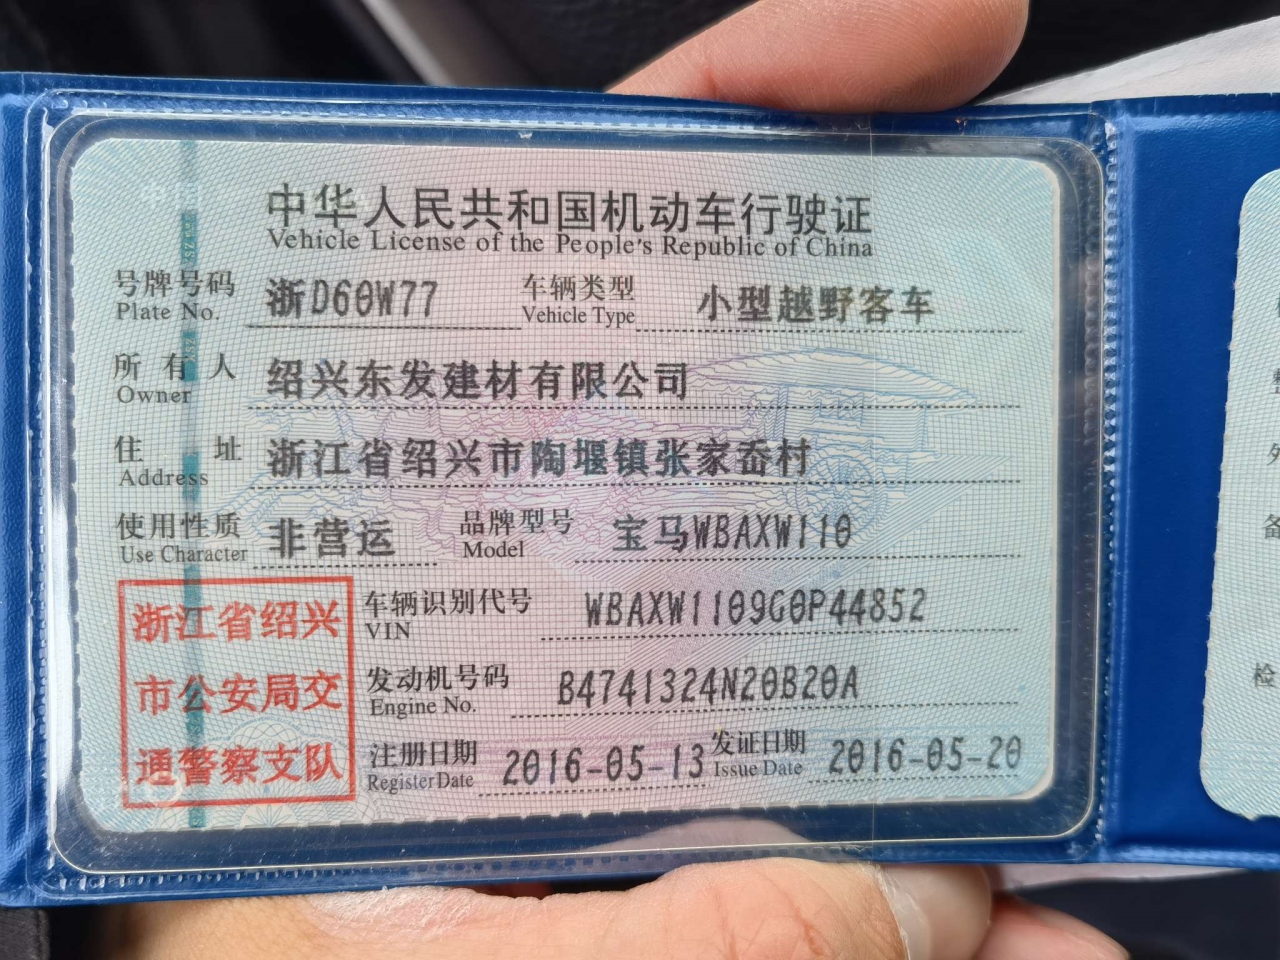 中华人民共和国机动车行驶证
Vehicle License of the People's Republic of China
号牌号码 浙D60W77 车辆类型 小型越野客车
Plate No. Vehicle Type
所有人 绍兴东发建材有限公司
Owner
住址 浙江省绍兴市陶堰镇张家岙村
Address
使用性质 非营运 品牌型号 宝马WBAXW110
Use Character Model
车辆识别代号 WBAXW1109G0P44852
VIN
发动机号码 B4741324N20B20A
Engine No.
注册日期 2016-05-13 发证日期 2016-05-20
Register Date Issue Date
浙江省绍兴
市公安局交
通警察支队
备
检